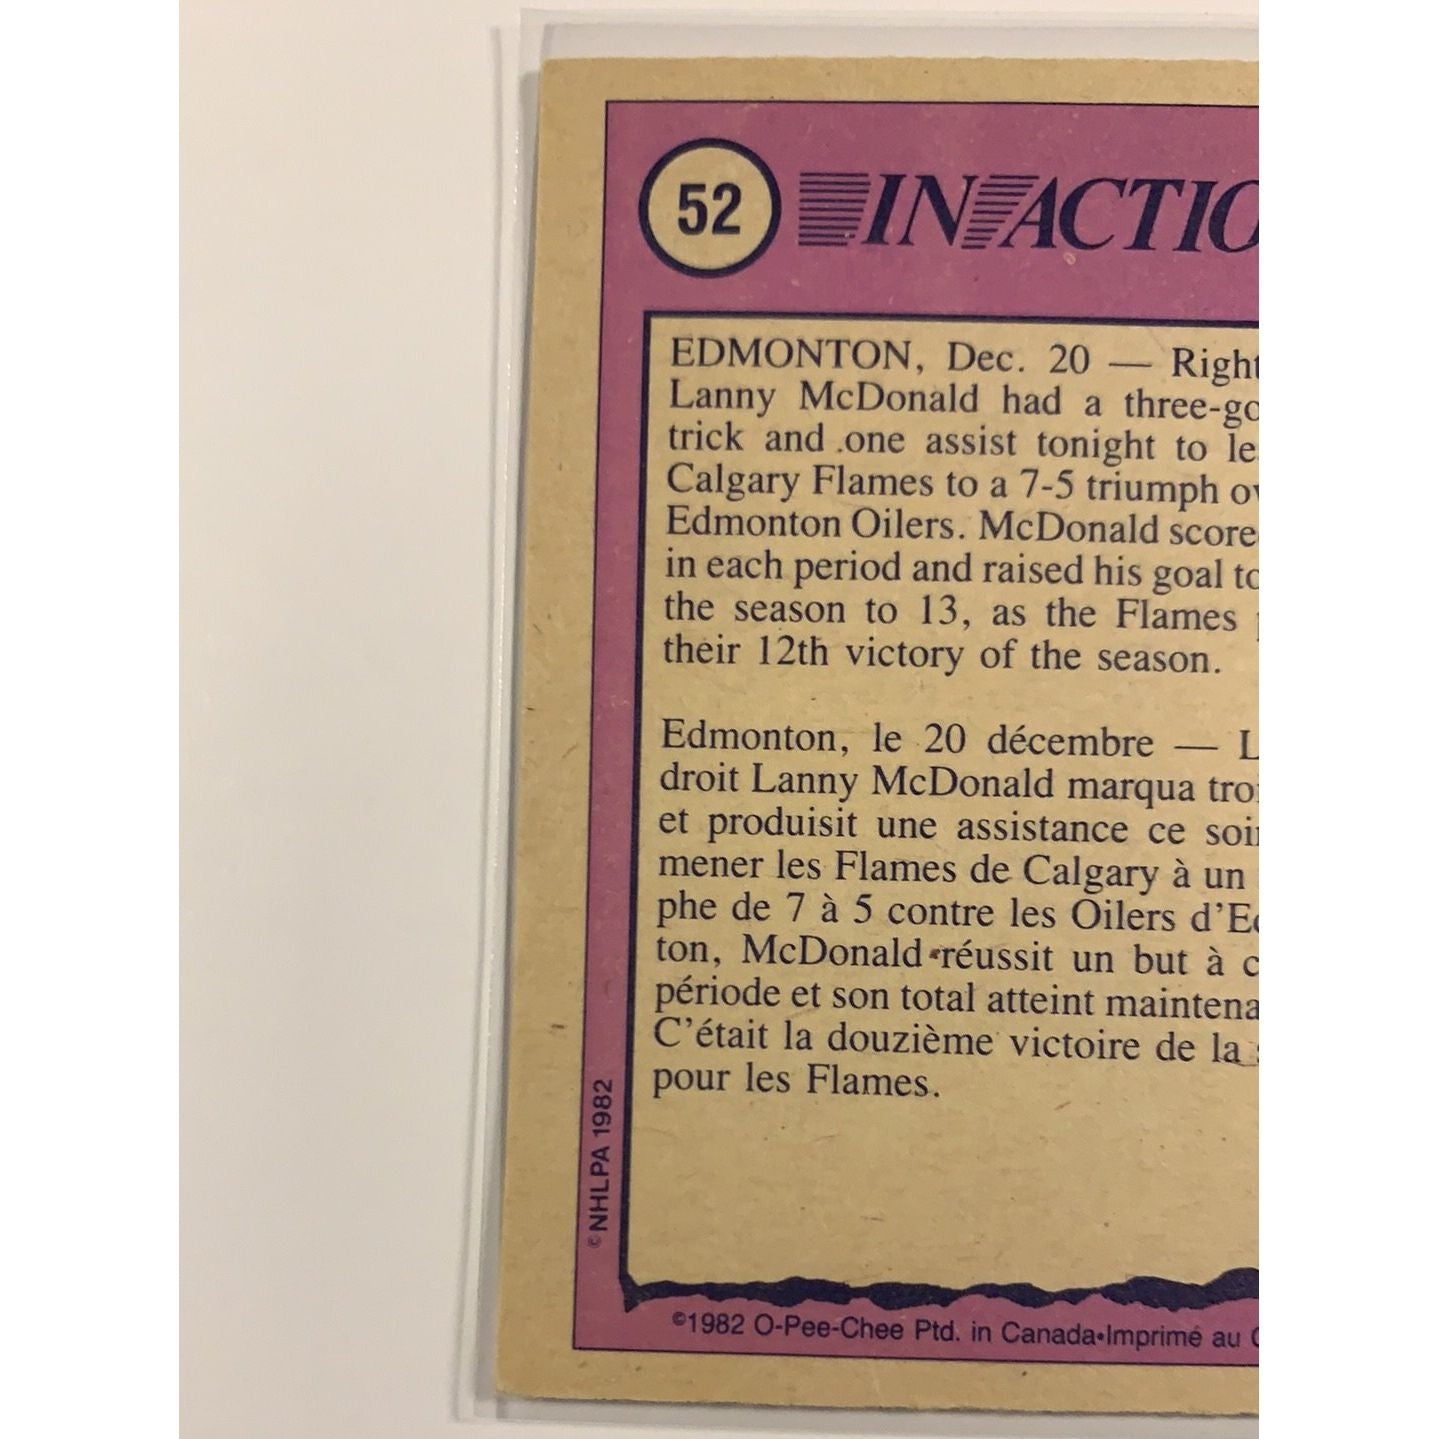 52 IN ACTIO
EDMONTON, Dec. 20 — Right
Lanny McDonald had a three-go
trick and one assist tonight to le
Calgary Flames to a 7-5 triumph ov
Edmonton Oilers. McDonald score
in each period and raised his goal to
the season to 13, as the Flames
their 12th victory of the season.
Edmonton, le 20 décembre — L
droit Lanny McDonald marqua troi
et produisit une assistance ce soir
mener les Flames de Calgary à un
phe de 7 à 5 contre les Oilers d'Ed
ton, McDonald réussit un but à c
période et son total atteint maintena
C'était la douzième victoire de la s
pour les Flames.
©NHLPA 1982
©1982 O-Pee-Chee Ptd. in Canada•Imprimé au C